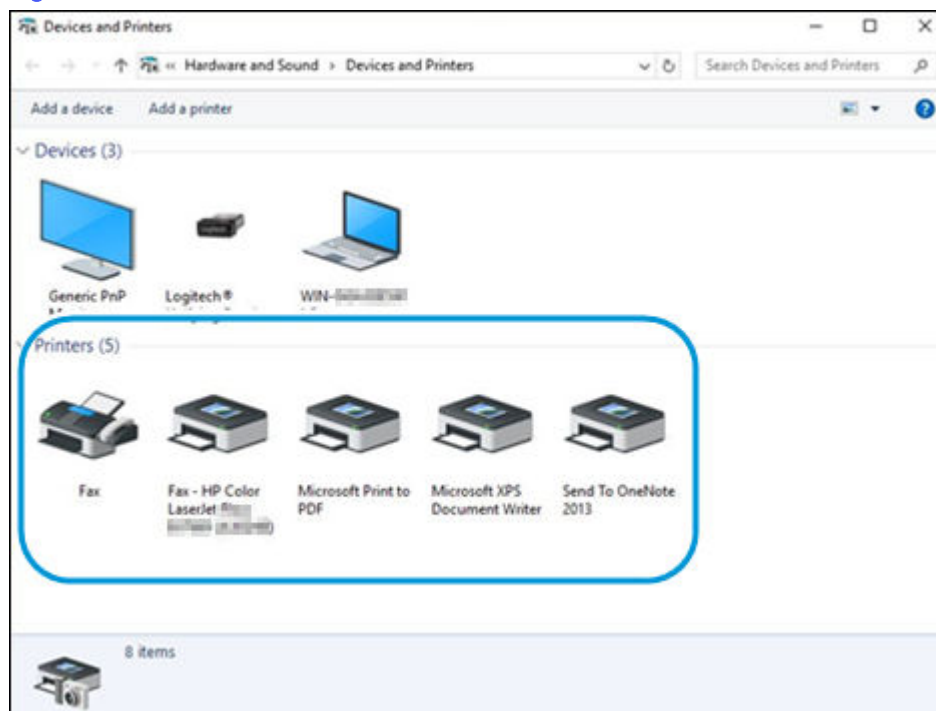 Devices and Printers
« Hardware and Sound › Devices and Printers
Search Devices and Printers
Add a device
Add a printer
Devices (3)
Generic PnP
Logitech®
WIN-
Printers (5)
Fax
Fax - HP Color
LaserJet
Microsoft Print to
PDF
Microsoft XPS
Document Writer
Send To OneNote
2013
8 items